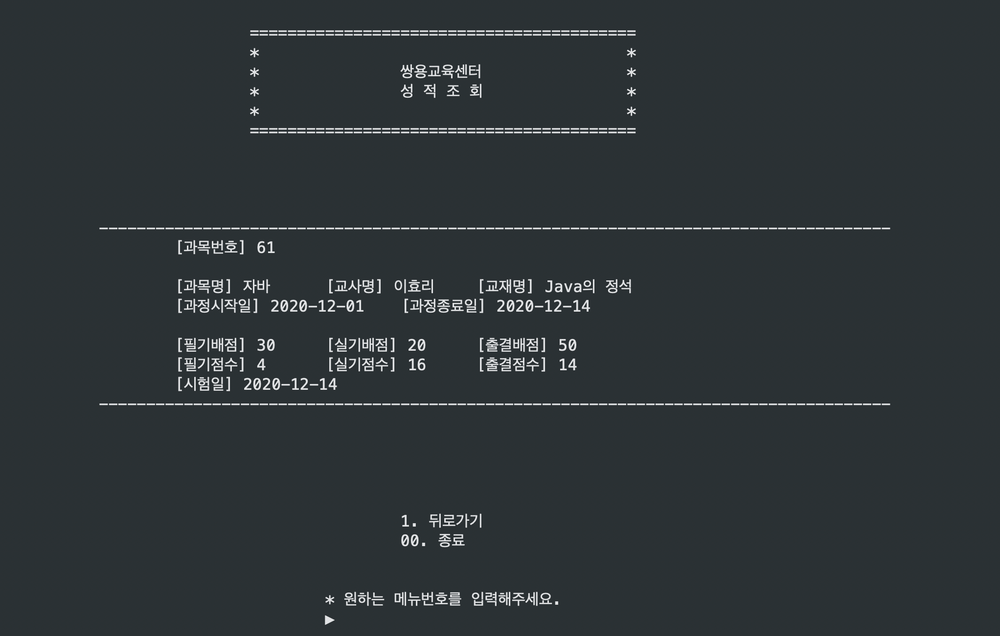 =========================================
* *
* 쌍용교육센터 *
* 성 적 조 회 *
* *
=========================================
------------------------------------------------------------------------------------
[과목번호] 61
[과목명] 자바 [교사명] 이효리 [교재명] Java의 정석
[과정시작일] 2020-12-01 [과정종료일] 2020-12-14
[필기배점] 30 [실기배점] 20 [출결배점] 50
[필기점수] 4 [실기점수] 16 [출결점수] 14
[시험일] 2020-12-14
------------------------------------------------------------------------------------
1. 뒤로가기
00. 종료
* 원하는 메뉴번호를 입력해주세요.
▶